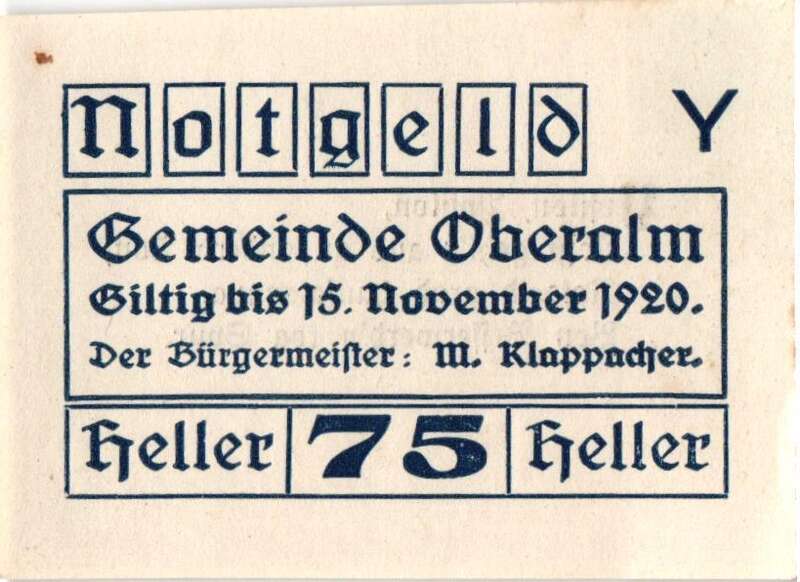 Notgeld Y
Gemeinde Oberalm
Giltig bis 15. November 1920.
Der Bürgermeiſter: M. Klappacher.
Heller 75 Heller